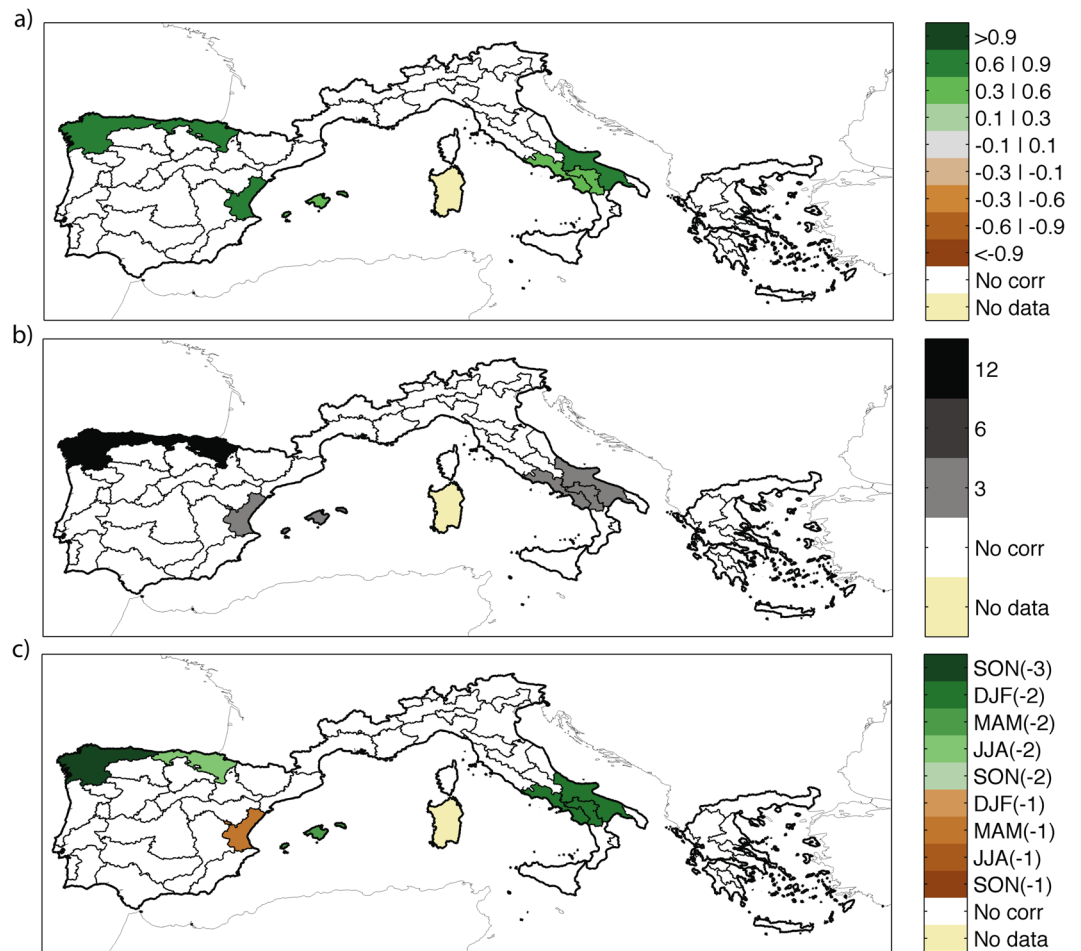 a)
>0.9
0.6 | 0.9
0.3 | 0.6
0.1 | 0.3
-0.1 | 0.1
-0.3 | -0.1
-0.3 | -0.6
-0.6 | -0.9
<-0.9
No corr
No data
b)
12
6
3
No corr
No data
c)
SON(-3)
DJF(-2)
MAM(-2)
JJA(-2)
SON(-2)
DJF(-1)
MAM(-1)
JJA(-1)
SON(-1)
No corr
No data